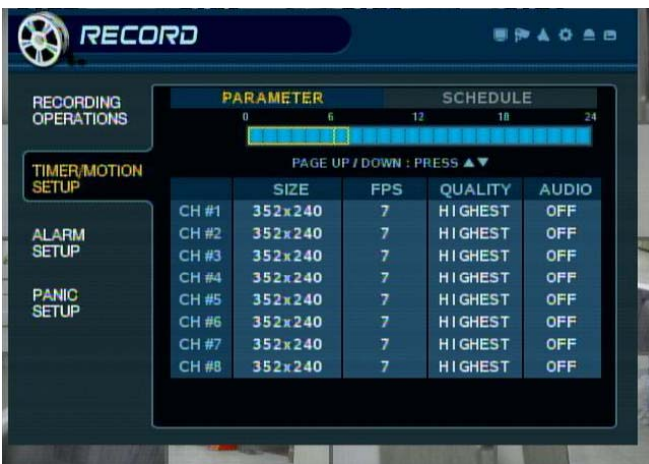 RECORD
RECORDING
OPERATIONS
TIMER/MOTION
SETUP
ALARM
SETUP
PANIC
SETUP
PARAMETER SCHEDULE
0 6 12 18 24
PAGE UP / DOWN : PRESS ▲▼
SIZE FPS QUALITY AUDIO
CH #1 352x240 7 HIGHEST OFF
CH #2 352x240 7 HIGHEST OFF
CH #3 352x240 7 HIGHEST OFF
CH #4 352x240 7 HIGHEST OFF
CH #5 352x240 7 HIGHEST OFF
CH #6 352x240 7 HIGHEST OFF
CH #7 352x240 7 HIGHEST OFF
CH #8 352x240 7 HIGHEST OFF